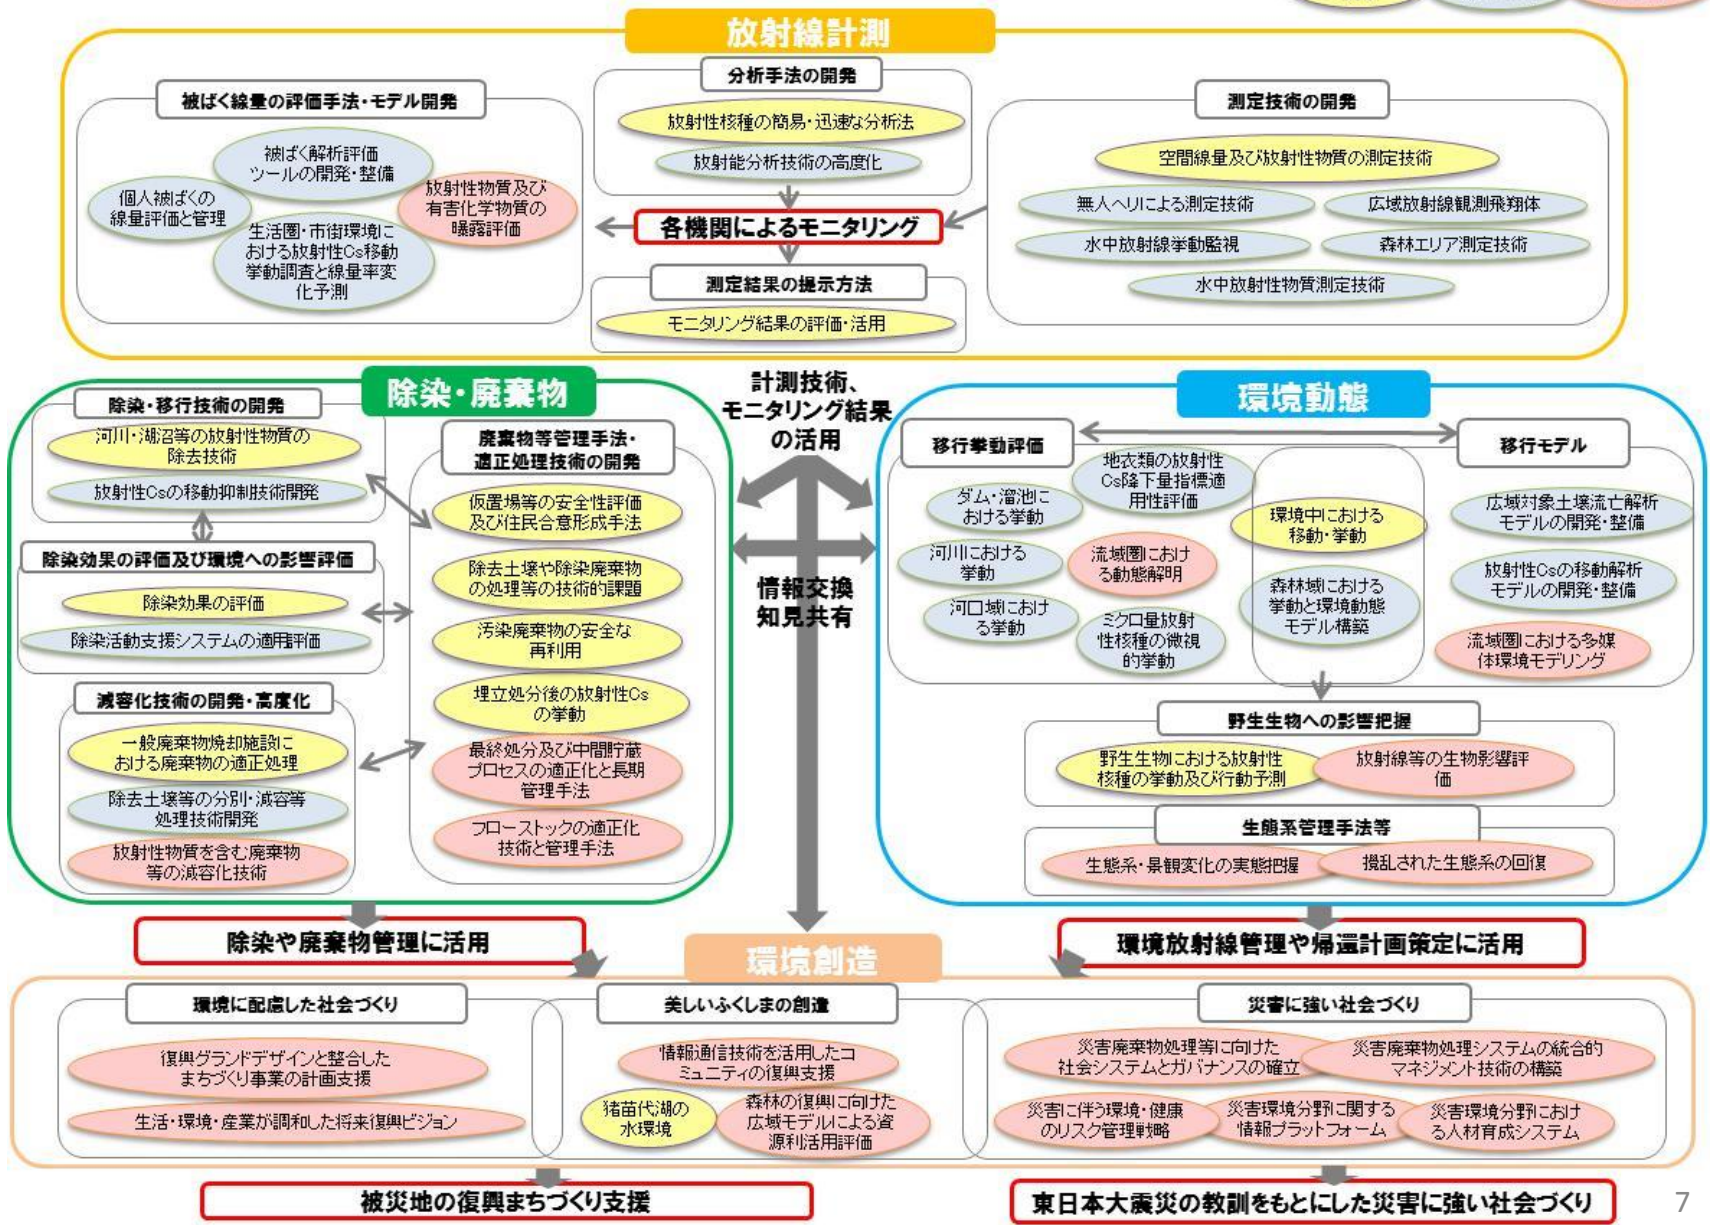 放射線計測
被ばく線量の評価手法・モデル開発
被ばく解析評価
ツールの開発・整備
個人被ばくの
線量評価と管理
放射性物質及び
有害化学物質の
曝露評価
生活圏・市街環境に
おける放射性Cs移動
挙動調査と線量率変
化予測
分析手法の開発
放射性核種の簡易・迅速な分析法
放射能分析技術の高度化
各機関によるモニタリング
測定結果の提示方法
モニタリング結果の評価・活用
測定技術の開発
空間線量及び放射性物質の測定技術
無人ヘリによる測定技術
広域放射線観測飛翔体
水中放射線挙動監視
森林エリア測定技術
水中放射性物質測定技術
除染・廃棄物
除染・移行技術の開発
河川・湖沼等の放射性物質の
除去技術
放射性Csの移動抑制技術開発
除染効果の評価及び環境への影響評価
除染効果の評価
除染活動支援システムの適用評価
減容化技術の開発・高度化
一般廃棄物焼却施設に
おける廃棄物の適正処理
除去土壌等の分別・減容等
処理技術開発
放射性物質を含む廃棄物
等の減容化技術
廃棄物等管理手法・
適正処理技術の開発
仮置場等の安全性評価
及び住民合意形成手法
除去土壌や除染廃棄物
の処理等の技術的課題
汚染廃棄物の安全な
再利用
埋立処分後の放射性Cs
の挙動
最終処分及び中間貯蔵
プロセスの適正化と長期
管理手法
フローストックの適正化
技術と管理手法
計測技術、
モニタリング結果
の活用
情報交換
知見共有
環境動態
移行挙動評価
地衣類の放射性
Cs降下量指標適
用性評価
ダム・溜池に
おける挙動
河川における
挙動
流域圏におけ
る動態解明
河口域におけ
る挙動
ミクロ量放射
性核種の微視
的挙動
環境中における
移動・挙動
森林域における
挙動と環境動態
モデル構築
移行モデル
広域対象土壌流亡解析
モデルの開発・整備
放射性Csの移動解析
モデルの開発・整備
流域圏における多媒
体環境モデリング
野生生物への影響把握
野生生物における放射性
核種の挙動及び行動予測
放射線等の生物影響評
価
生態系管理手法等
生態系・景観変化の実態把握
攪乱された生態系の回復
除染や廃棄物管理に活用
環境放射線管理や帰還計画策定に活用
環境創造
環境に配慮した社会づくり
復興グランドデザインと整合した
まちづくり事業の計画支援
生活・環境・産業が調和した将来復興ビジョン
美しいふくしまの創造
情報通信技術を活用したコ
ミュニティの復興支援
猪苗代湖の
水環境
森林の復興に向けた
広域モデルによる資
源利活用評価
災害に強い社会づくり
災害廃棄物処理等に向けた
社会システムとガバナンスの確立
災害廃棄物処理システムの統合的
マネジメント技術の構築
災害に伴う環境・健康
のリスク管理戦略
災害環境分野に関する
情報プラットフォーム
災害環境分野におけ
る人材育成システム
被災地の復興まちづくり支援
東日本大震災の教訓をもとにした災害に強い社会づくり
7